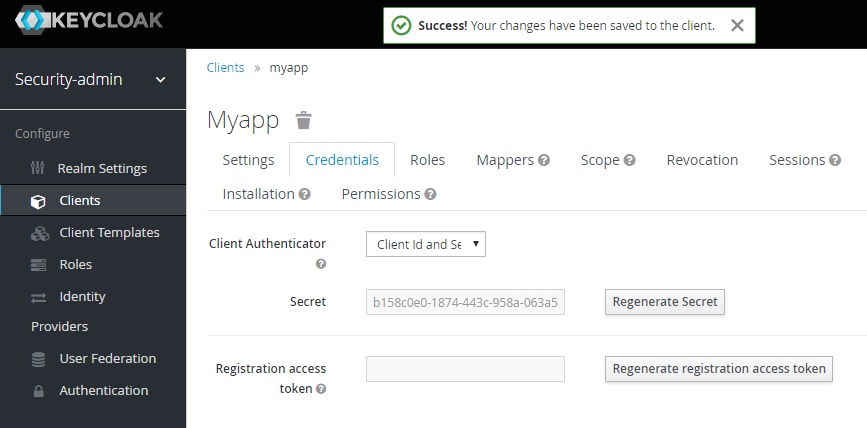 KEYCLOAK
Success! Your changes have been saved to the client.
Security-admin
Configure
Realm Settings
Clients
Client Templates
Roles
Identity
Providers
User Federation
Authentication
Clients » myapp
Myapp
Settings Credentials Roles Mappers Scope Revocation Sessions
Installation Permissions
Client Authenticator Client Id and Se
Secret b158c0e0-1874-443c-958a-063a5 Regenerate Secret
Registration access Regenerate registration access token
token